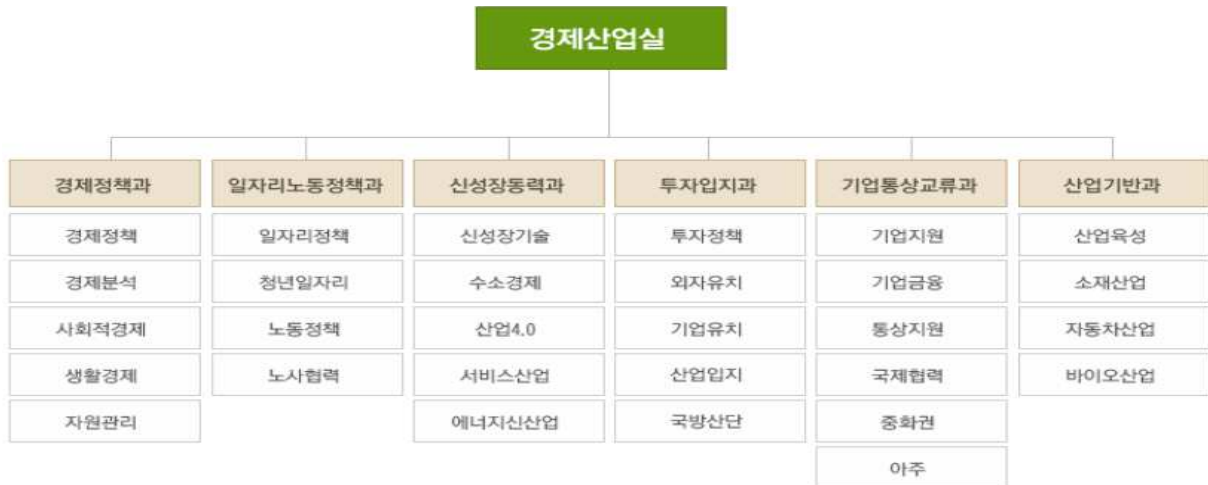 경제산업실
경제정책과 일자리노동정책과 신성장동력과 투자입지과 기업통상교류과 산업기반과
경제정책 일자리정책 신성장기술 투자정책 기업지원 산업육성
경제분석 청년일자리 수소경제 외자유치 기업금융 소재산업
사회적경제 노동정책 산업4.0 기업유치 통상지원 자동차산업
생활경제 노사협력 서비스산업 산업입지 국제협력 바이오산업
자원관리 에너지신산업 국방산단 중화권
아주